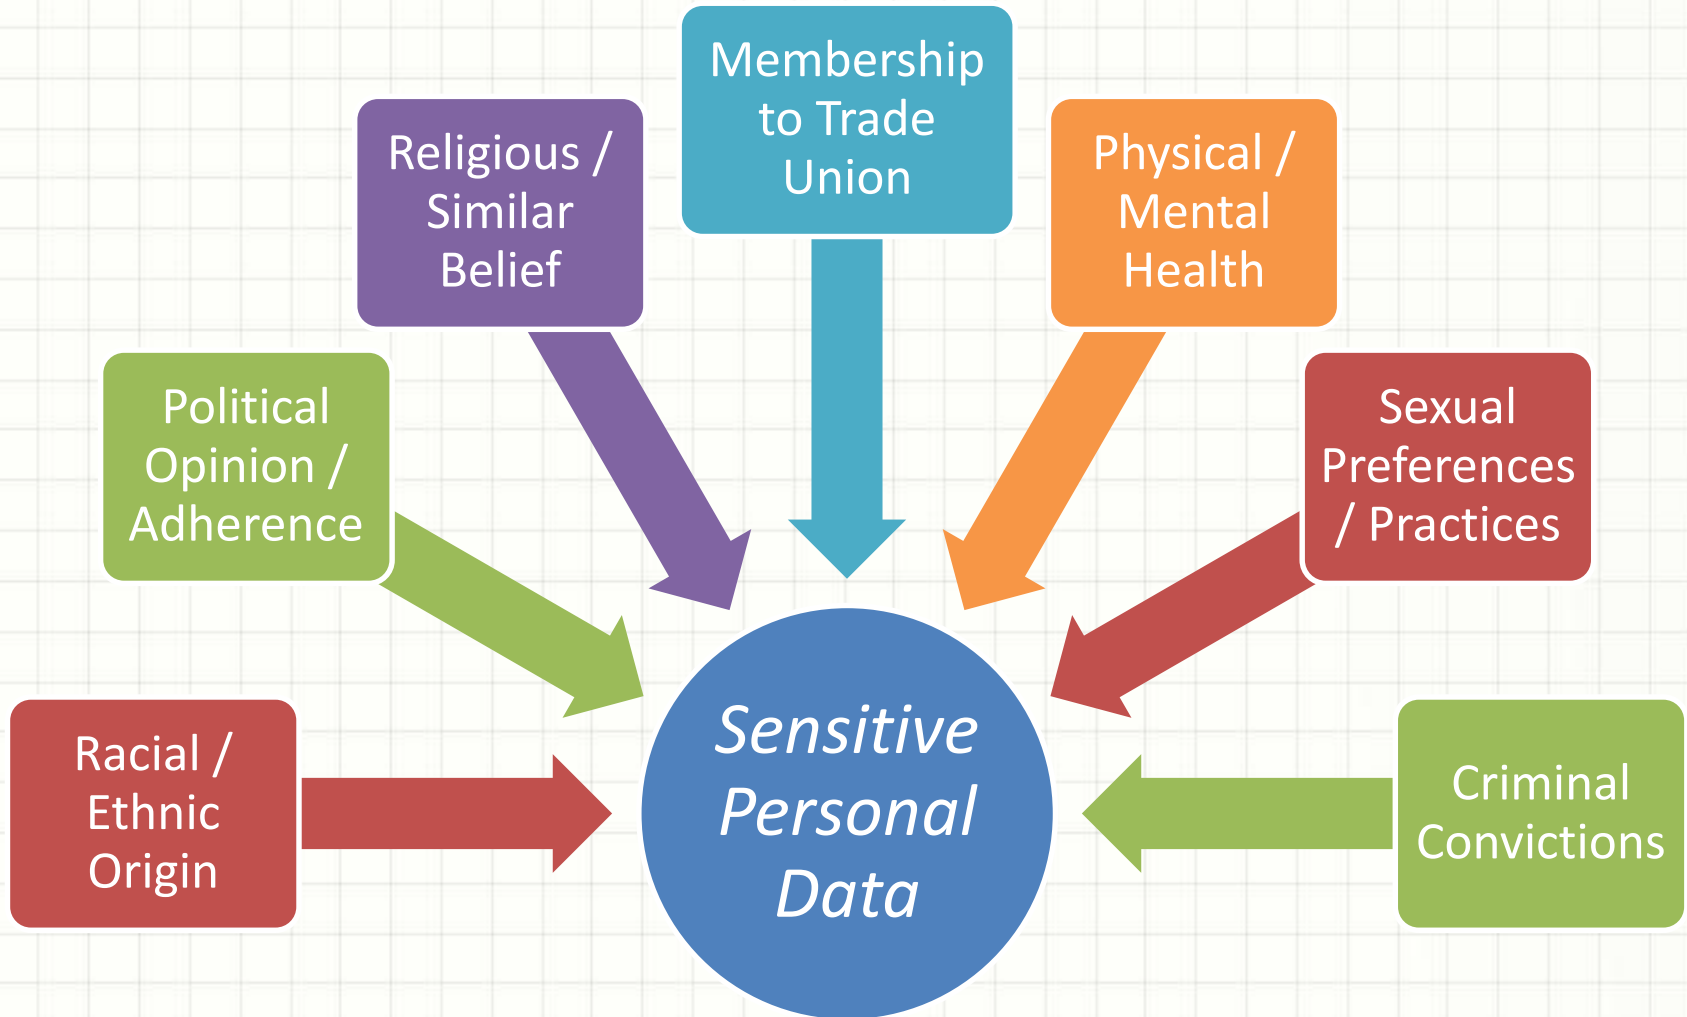 Membership
to Trade
Union
Religious /
Similar
Belief
Physical /
Mental
Health
Political
Opinion /
Adherence
Sexual
Preferences
/ Practices
Racial /
Ethnic
Origin
Sensitive
Personal
Data
Criminal
Convictions